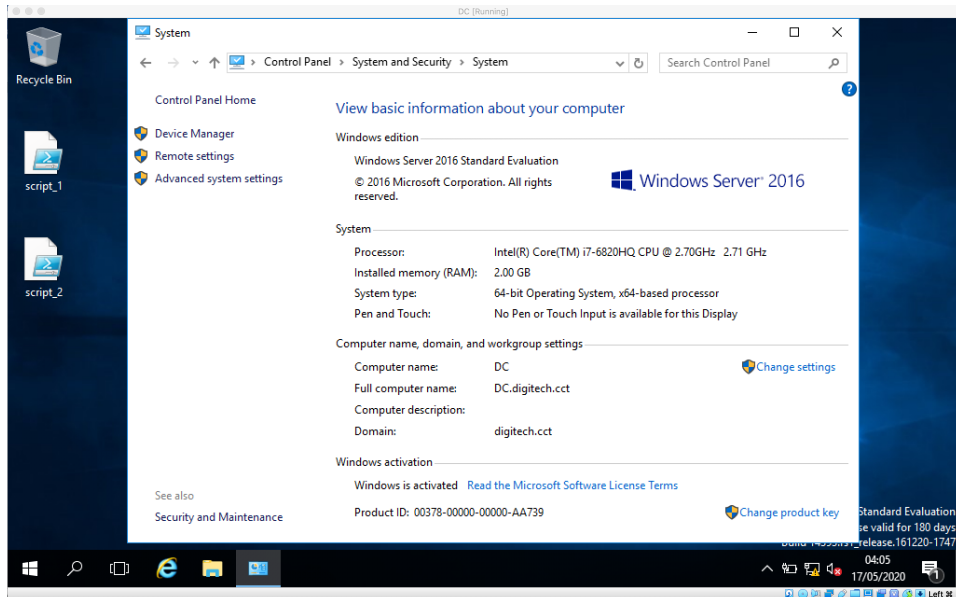 DC [Running]
Recycle Bin
script_1
script_2
System
Control Panel > System and Security > System
Search Control Panel
?
Control Panel Home
Device Manager
Remote settings
Advanced system settings
View basic information about your computer
Windows edition
Windows Server 2016 Standard Evaluation
© 2016 Microsoft Corporation. All rights
reserved.
Windows Server 2016
System
Processor: Intel(R) Core(TM) i7-6820HQ CPU @ 2.70GHz 2.71 GHz
Installed memory (RAM): 2.00 GB
System type: 64-bit Operating System, x64-based processor
Pen and Touch: No Pen or Touch Input is available for this Display
Computer name, domain, and workgroup settings
Computer name: DC
Change settings
Full computer name: DC.digitech.cct
Computer description:
Domain: digitech.cct
Windows activation
Windows is activated Read the Microsoft Software License Terms
Product ID: 00378-00000-00000-AA739
Change product key
See also
Security and Maintenance
Standard Evaluation
se valid for 180 days
release.161220-1747
04:05
17/05/2020
1
Left ⌘